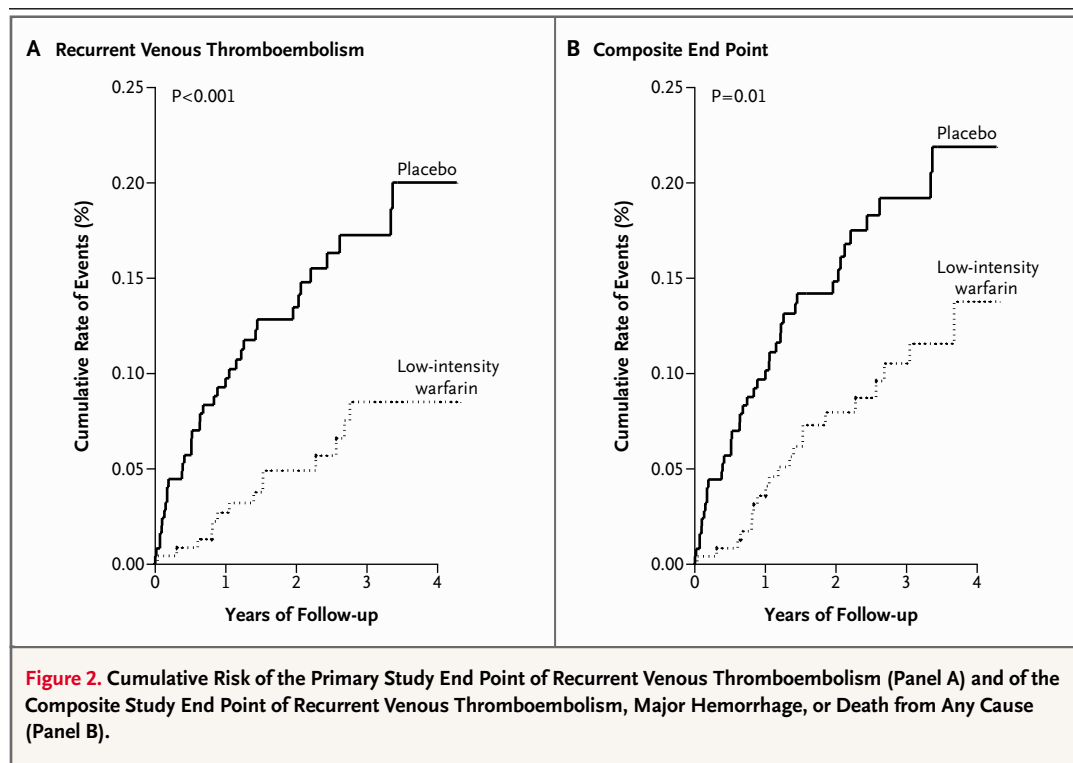 A Recurrent Venous Thromboembolism
P<0.001
Cumulative Rate of Events (%)
0.25
0.20
0.15
0.10
0.05
0.00
Placebo
Low-intensity
warfarin
0 1 2 3 4
Years of Follow-up
B Composite End Point
P=0.01
Cumulative Rate of Events (%)
0.25
0.20
0.15
0.10
0.05
0.00
Placebo
Low-intensity
warfarin
0 1 2 3 4
Years of Follow-up
Figure 2. Cumulative Risk of the Primary Study End Point of Recurrent Venous Thromboembolism (Panel A) and of the
Composite Study End Point of Recurrent Venous Thromboembolism, Major Hemorrhage, or Death from Any Cause
(Panel B).